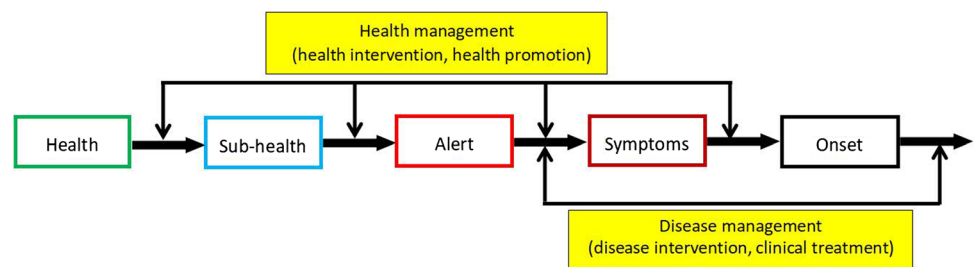 Health management
(health intervention, health promotion)
Health
Sub-health
Alert
Symptoms
Onset
Disease management
(disease intervention, clinical treatment)